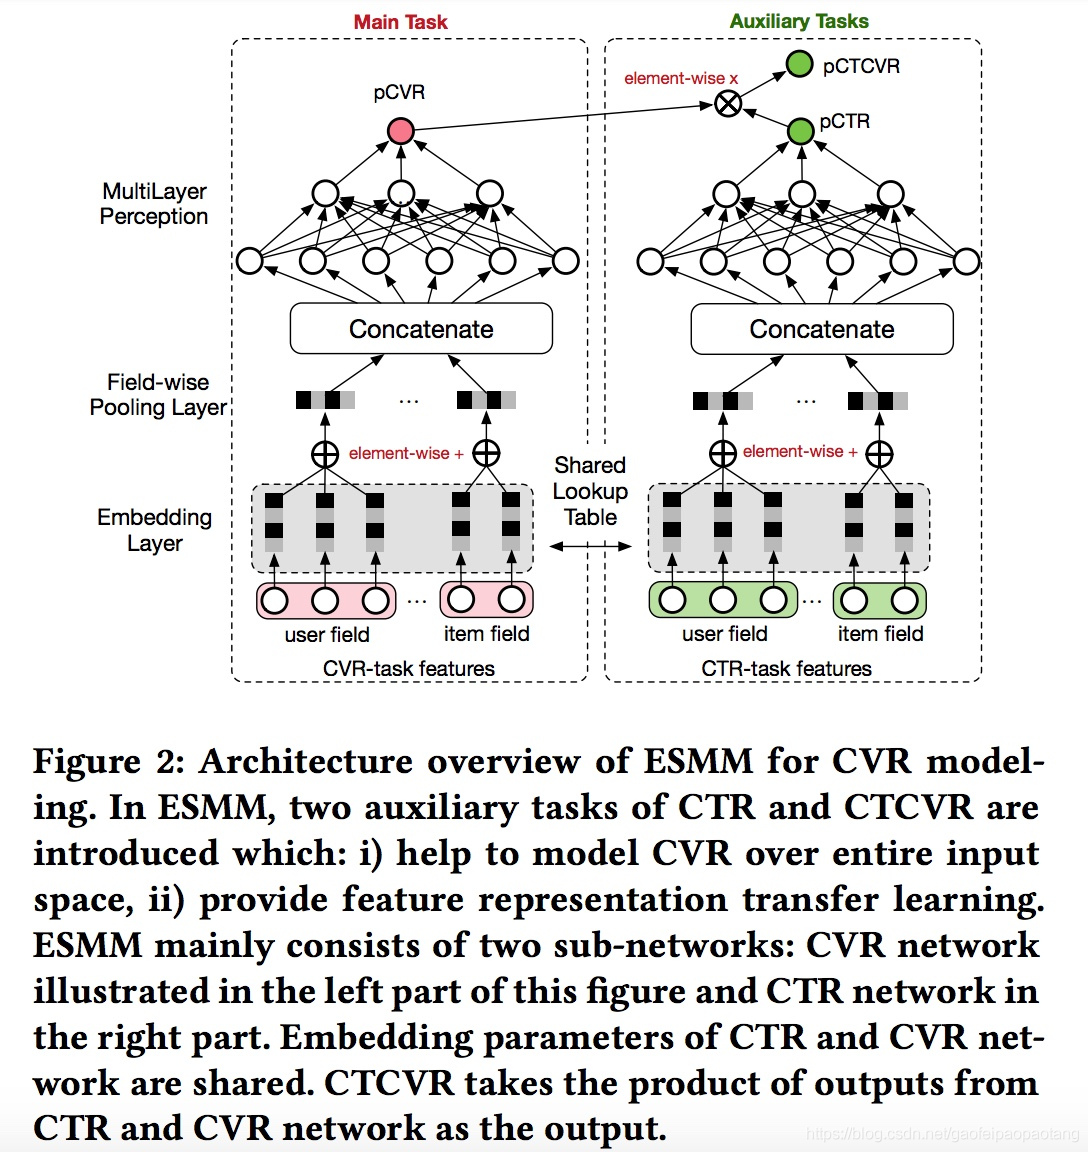 Main Task
Auxiliary Tasks
pCTCVR
element-wise x
pCVR
pCTR
MultiLayer
Perception
Concatenate
Concatenate
Field-wise
Pooling Layer
...
...
element-wise +
element-wise +
Shared
Lookup
Table
Embedding
Layer
...
...
user field
item field
user field
item field
CVR-task features
CTR-task features
Figure 2: Architecture overview of ESMM for CVR model-
ing. In ESMM, two auxiliary tasks of CTR and CTCVR are
introduced which: i) help to model CVR over entire input
space, ii) provide feature representation transfer learning.
ESMM mainly consists of two sub-networks: CVR network
illustrated in the left part of this figure and CTR network in
the right part. Embedding parameters of CTR and CVR net-
work are shared. CTCVR takes the product of outputs from
CTR and CVR network as the output.
https://blog.csdn.net/gaofeipaopaotang